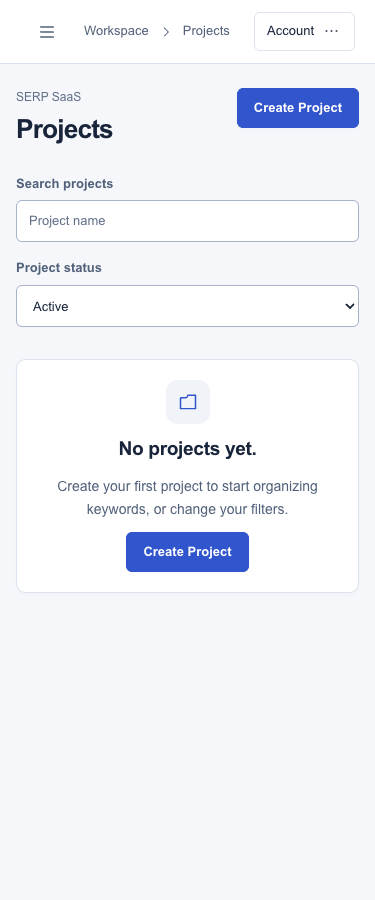 Workspace
Projects
Account ···
SERP SaaS
Projects
Create Project
Search projects
Project name
Project status
Active
No projects yet.
Create your first project to start organizing
keywords, or change your filters.
Create Project